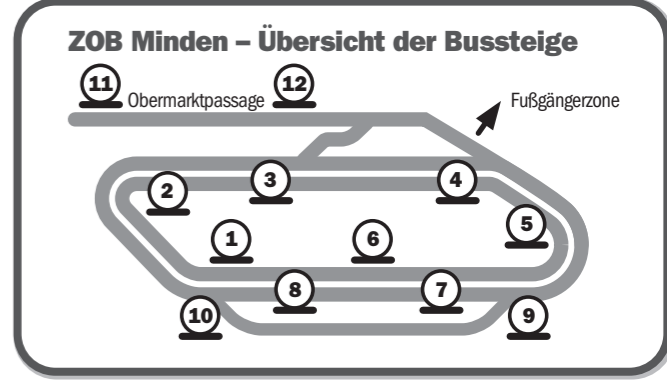 ZOB Minden – Übersicht der Bussteige
11 Obermarktpassage 12
Fußgängerzone
2 3 4
1 6 5
8 7
10 9